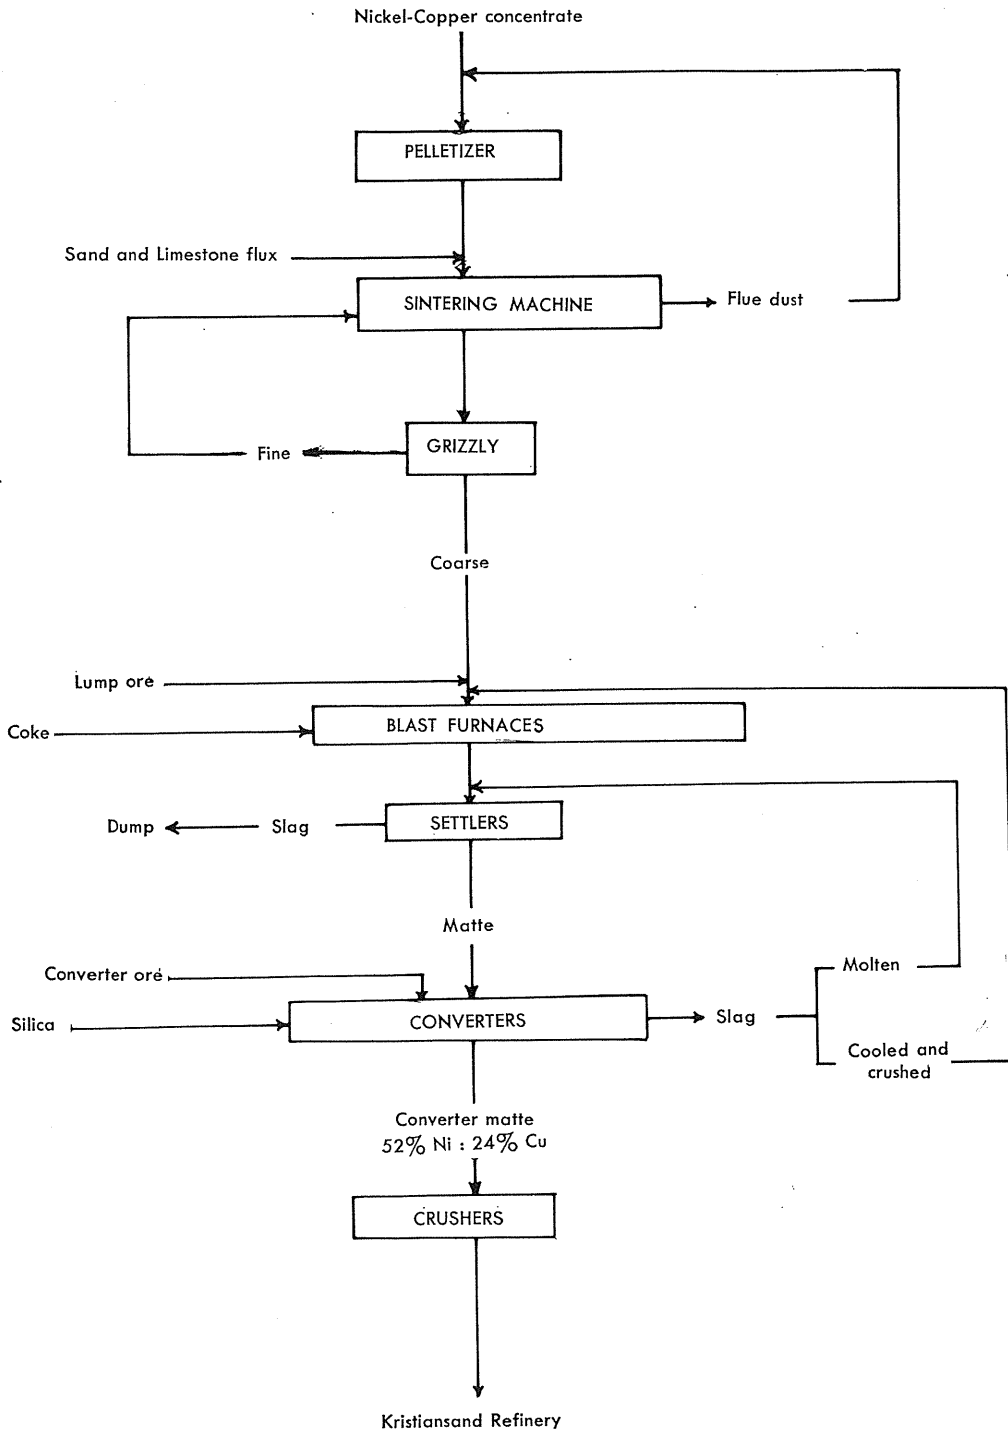 Nickel-Copper concentrate
PELLETIZER
Sand and Limestone flux
SINTERING MACHINE
Flue dust
GRIZZLY
Fine
Coarse
Lump ore
Coke
BLAST FURNACES
Dump
Slag
SETTLERS
Matte
Converter ore
Molten
Silica
CONVERTERS
Slag
Cooled and
crushed
Converter matte
52% Ni : 24% Cu
CRUSHERS
Kristiansand Refinery